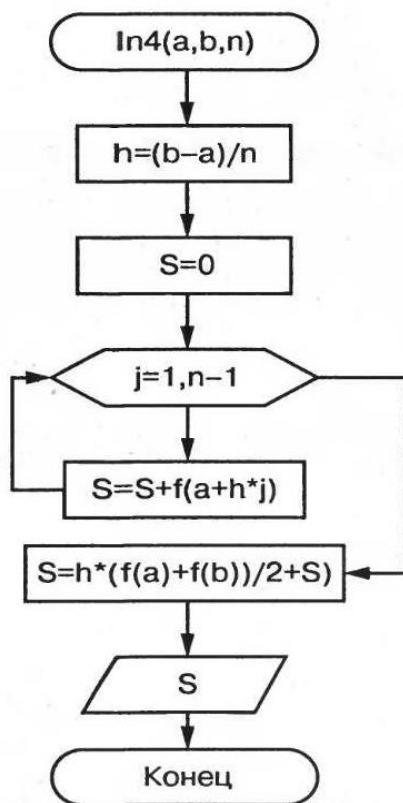 In4(a,b,n)
h=(b–a)/n
S=0
j=1,n–1
S=S+f(a+h*j)
S=h*(f(a)+f(b))/2+S)
S
Конец